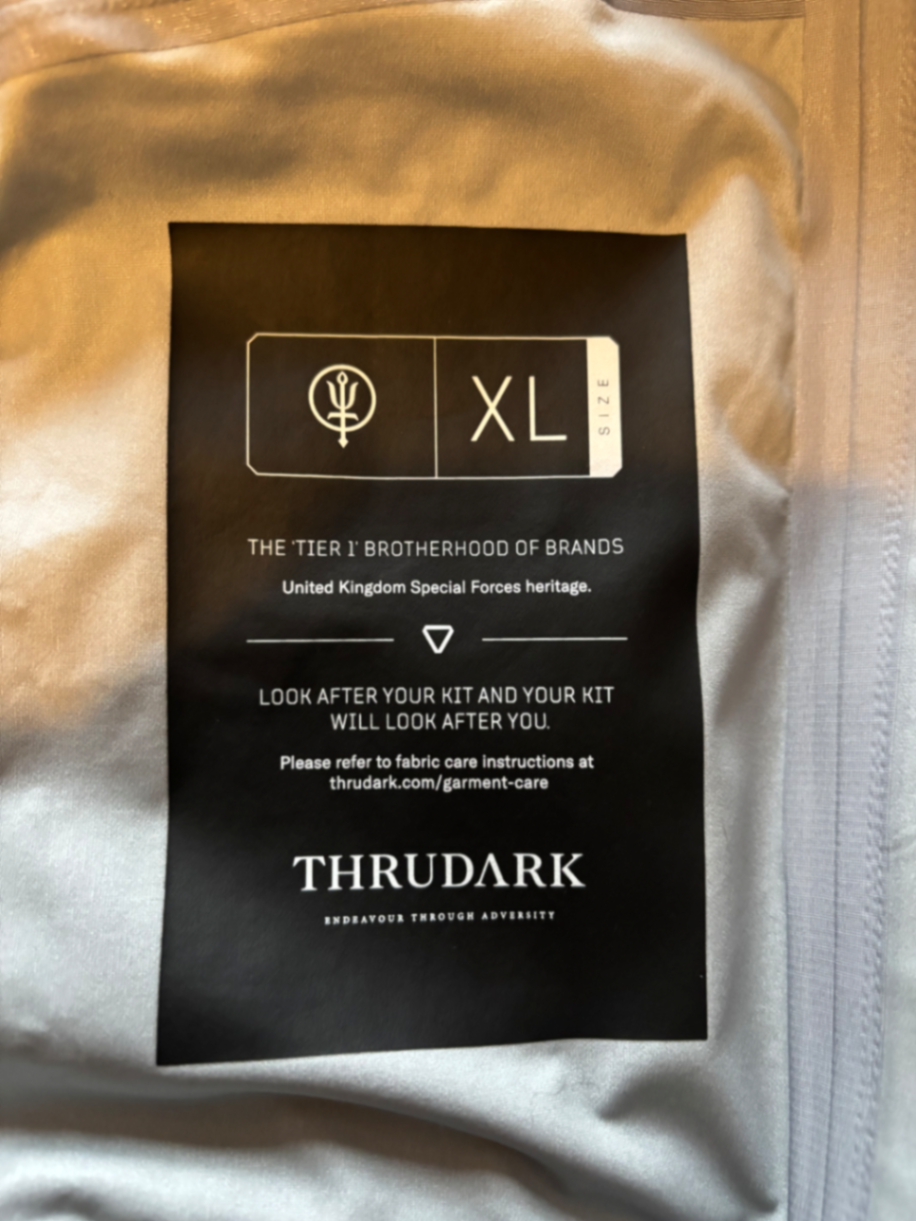 XL
SIZE
THE 'TIER 1' BROTHERHOOD OF BRANDS
United Kingdom Special Forces heritage.
LOOK AFTER YOUR KIT AND YOUR KIT
WILL LOOK AFTER YOU.
Please refer to fabric care instructions at
thrudark.com/garment-care
THRUDARK
ENDEAVOUR THROUGH ADVERSITY